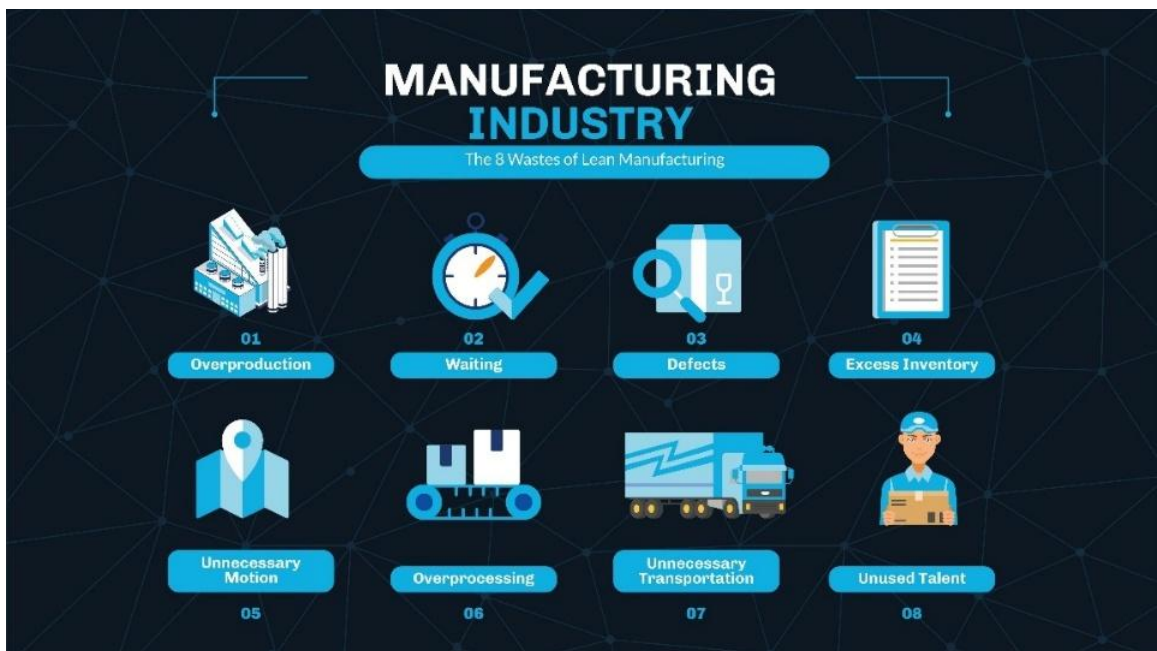 MANUFACTURING
INDUSTRY
The 8 Wastes of Lean Manufacturing
01
Overproduction
02
Waiting
03
Defects
04
Excess Inventory
Unnecessary
Motion
05
Overprocessing
06
Unnecessary
Transportation
07
Unused Talent
08